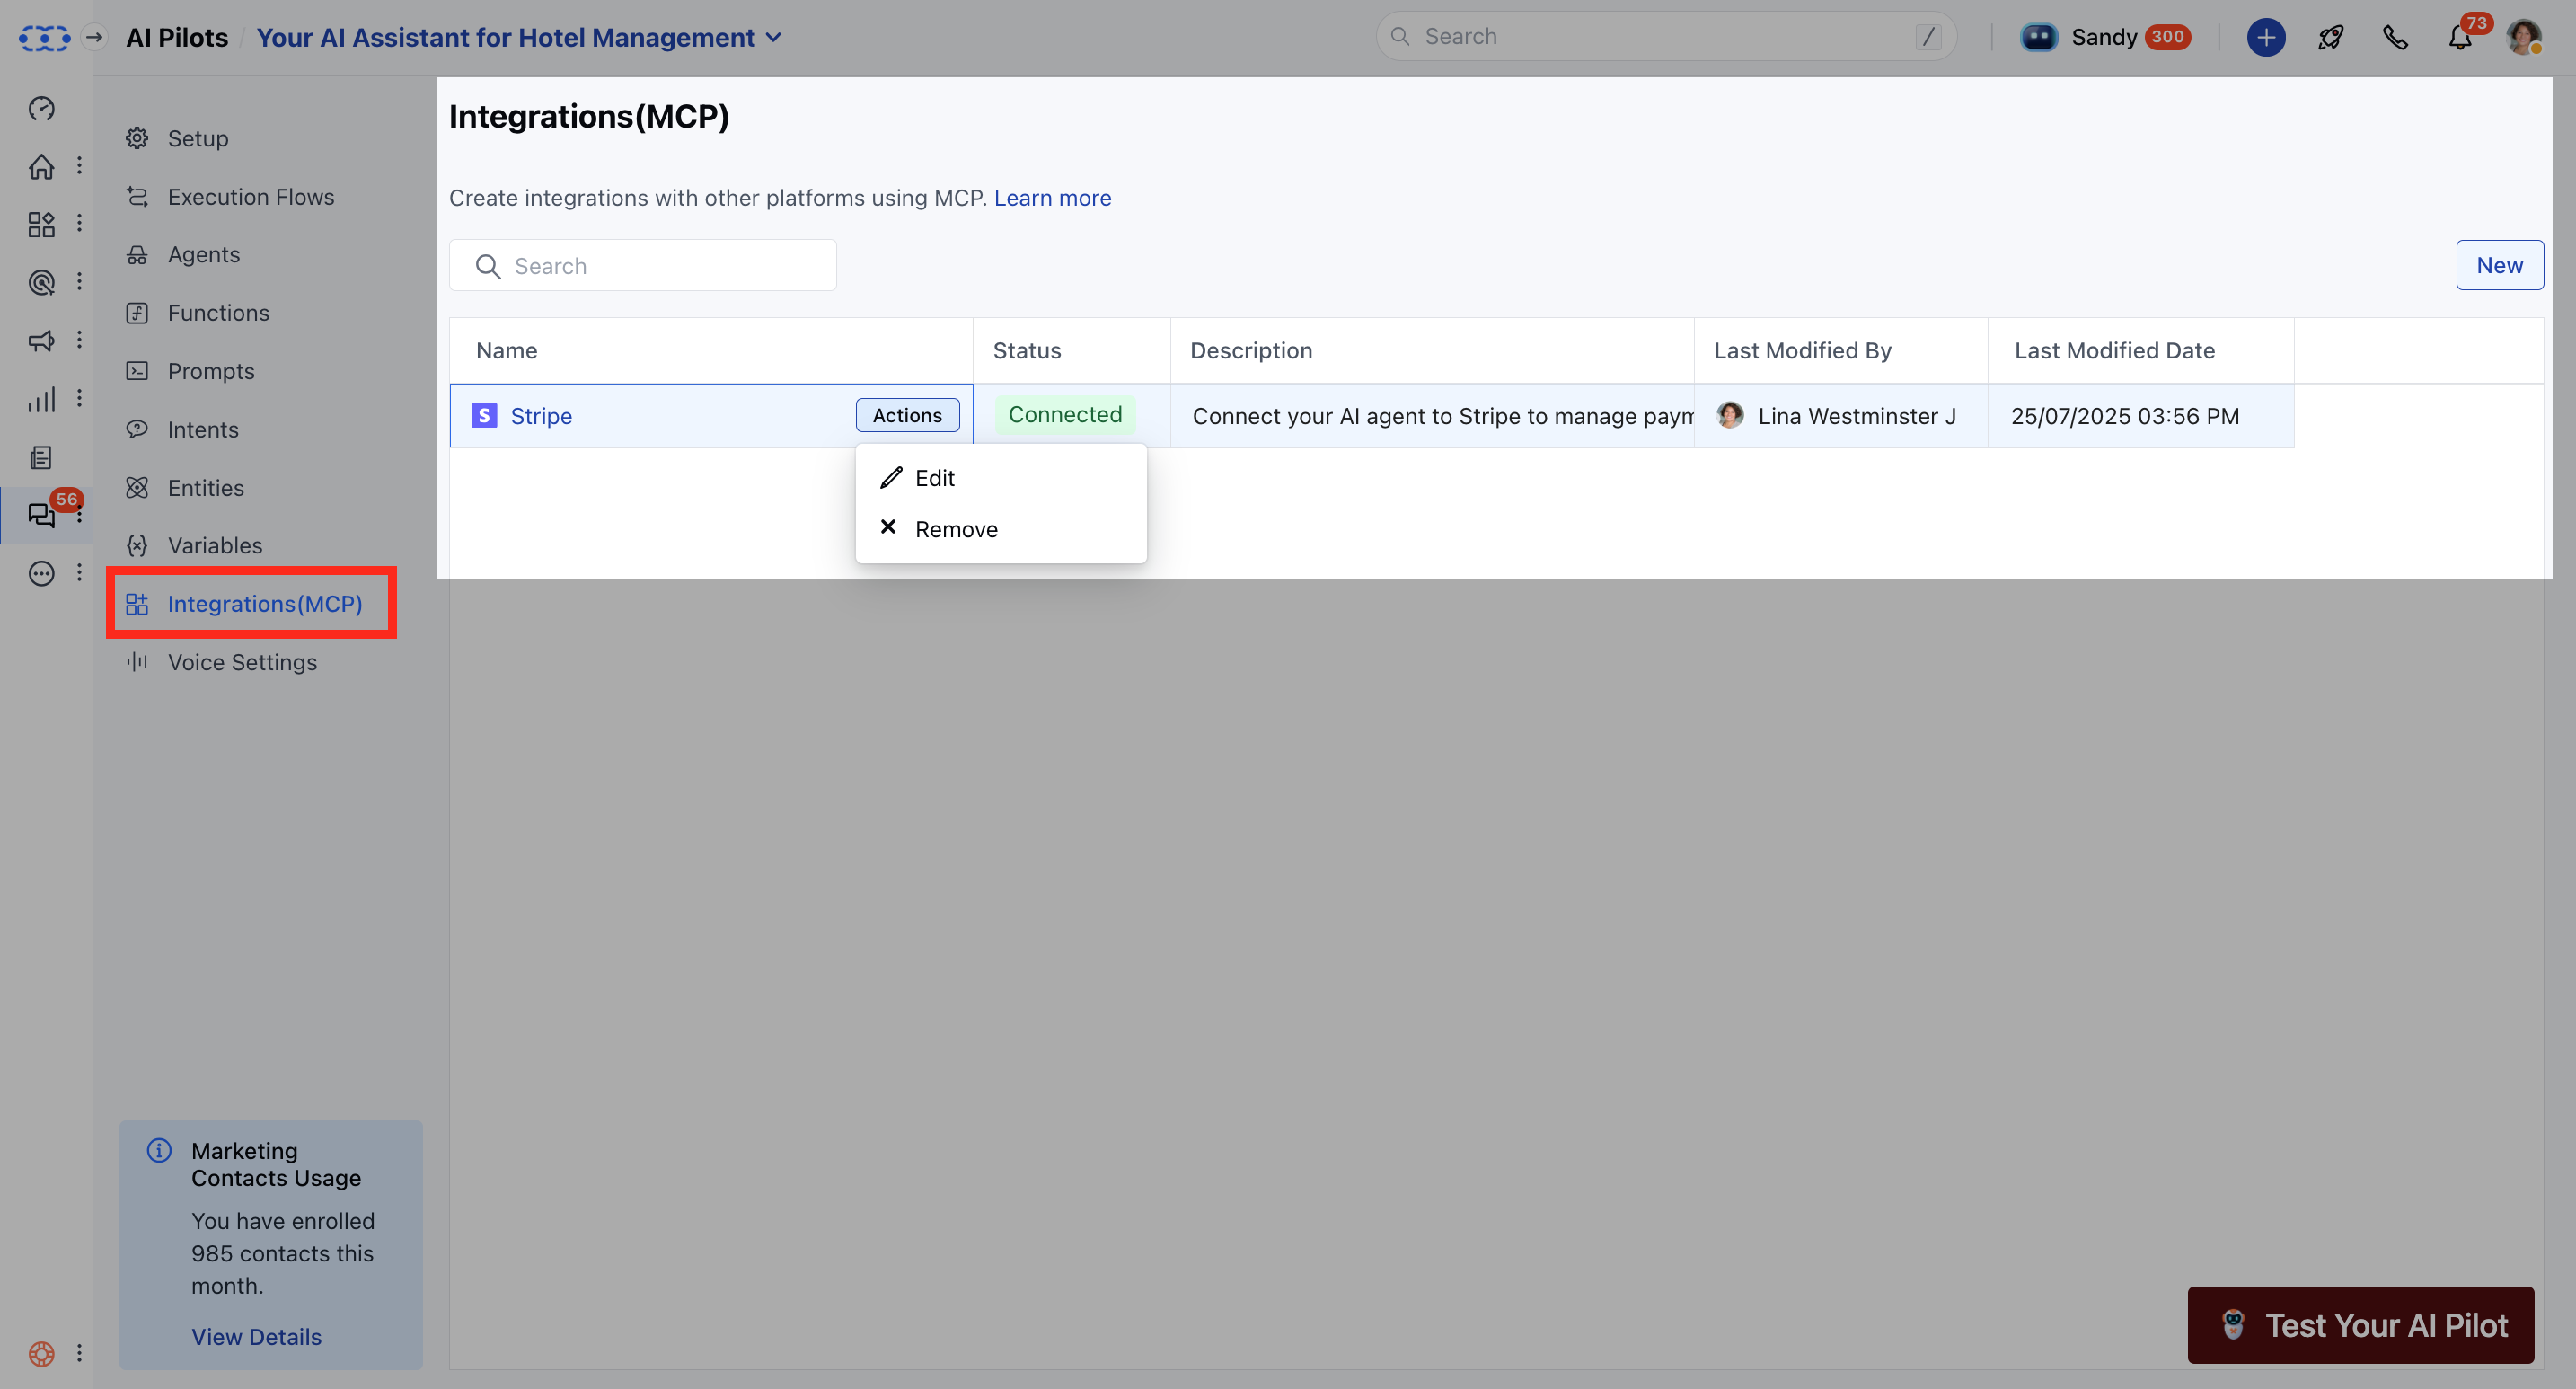 AI Pilots / Your AI Assistant for Hotel Management
Search /
Sandy 300
73
Setup
Execution Flows
Agents
Functions
Prompts
Intents
Entities
Variables
Integrations(MCP)
Voice Settings
56
Marketing
Contacts Usage
You have enrolled
985 contacts this
month.
View Details
Integrations(MCP)
Create integrations with other platforms using MCP. Learn more
Search
New
Name Status Description Last Modified By Last Modified Date
S Stripe Actions Connected Connect your AI agent to Stripe to manage paym Lina Westminster J 25/07/2025 03:56 PM
Edit
Remove
Test Your AI Pilot